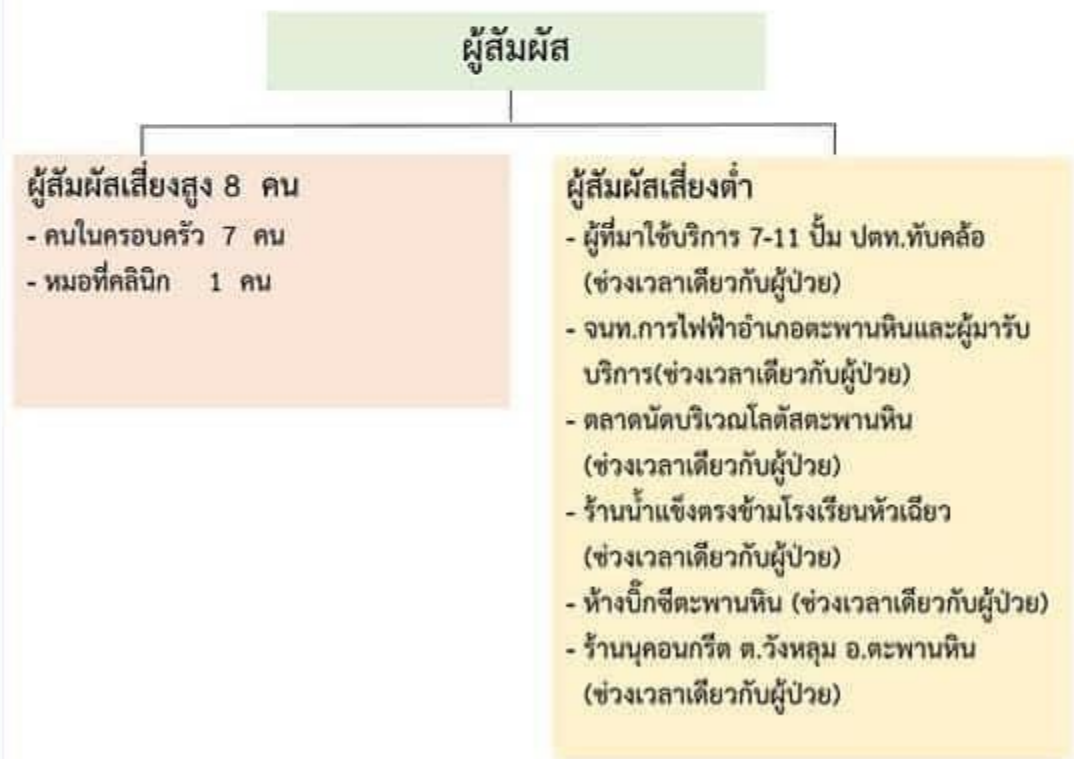 ผู้สัมผัส
ผู้สัมผัสเสี่ยงสูง 8 คน
- คนในครอบครัว 7 คน
- หมอที่คลินิก 1 คน
ผู้สัมผัสเสี่ยงต่ำ
- ผู้ที่มาใช้บริการ 7-11 ปั้ม ปตท.ทับคล้อ
(ช่วงเวลาเดียวกับผู้ป่วย)
- จนท.การไฟฟ้าอำเภอตะพานหินและผู้มารับ
บริการ(ช่วงเวลาเดียวกับผู้ป่วย)
- ตลาดนัดบริเวณโลตัสตะพานหิน
(ช่วงเวลาเดียวกับผู้ป่วย)
- ร้านน้ำแข็งตรงข้ามโรงเรียนหัวเฉียว
(ช่วงเวลาเดียวกับผู้ป่วย)
- ห้างบิ๊กซีตะพานหิน (ช่วงเวลาเดียวกับผู้ป่วย)
- ร้านนุคอนกรีต ต.วังหลุม อ.ตะพานหิน
(ช่วงเวลาเดียวกับผู้ป่วย)